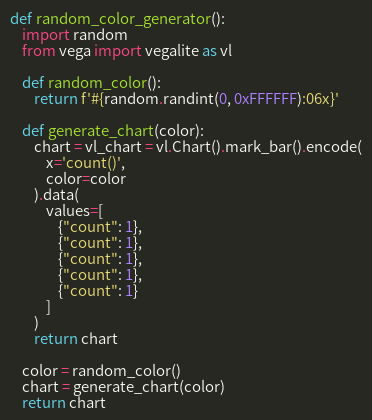 def random_color_generator():
    import random
    from vega import vegalite as vl

    def random_color():
        return f'#{random.randint(0, 0xFFFFFF):06x}'

    def generate_chart(color):
        chart = vl_chart = vl.Chart().mark_bar().encode(
            x='count()',
            color=color
        ).data(
            values=[
                {"count": 1},
                {"count": 1},
                {"count": 1},
                {"count": 1},
                {"count": 1}
            ]
        )
        return chart

    color = random_color()
    chart = generate_chart(color)
    return chart